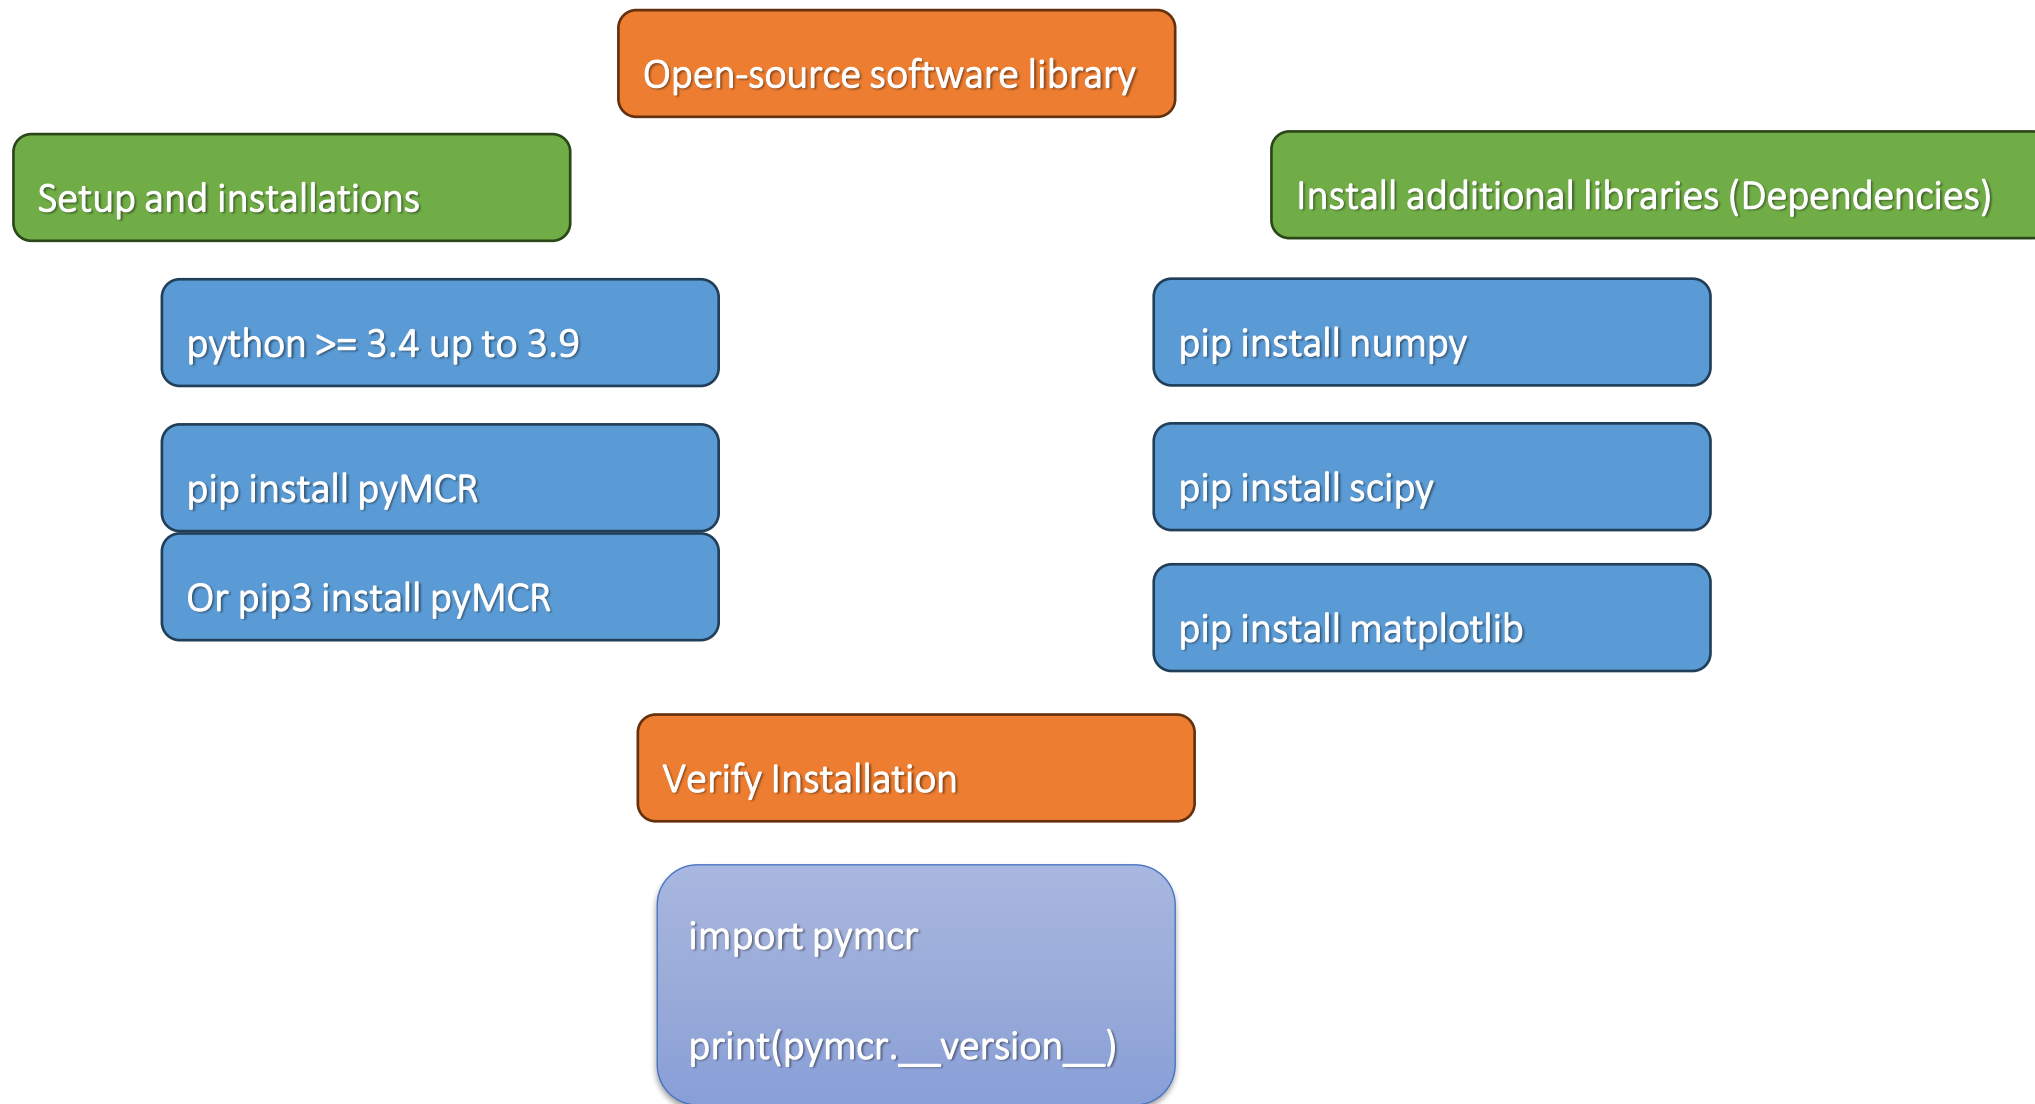 Open-source software library
Setup and installations
python >= 3.4 up to 3.9
pip install pyMCR
Or pip3 install pyMCR
Install additional libraries (Dependencies)
pip install numpy
pip install scipy
pip install matplotlib
Verify Installation
import pymcr
print(pymcr.__version__)